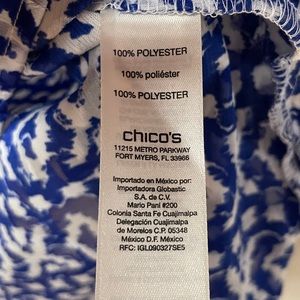 100% POLYESTER
100% poliéster
100% POLYESTER
chico's
11215 METRO PARKWAY
FORT MYERS, FL 33966
Importado en México por:
Importadora Globastic
S.A. de C.V.
Mario Pani #200
Colonia Santa Fe Cuajimalpa
Delegación Cuajimalpa
de Morelos C.P. 05348
México D.F. México
RFC: IGL090327SE5